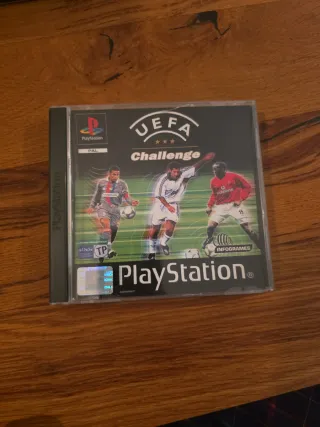 PAL
UEFA
Challenge
INFOGRAMES
PlayStation®
PlayStation